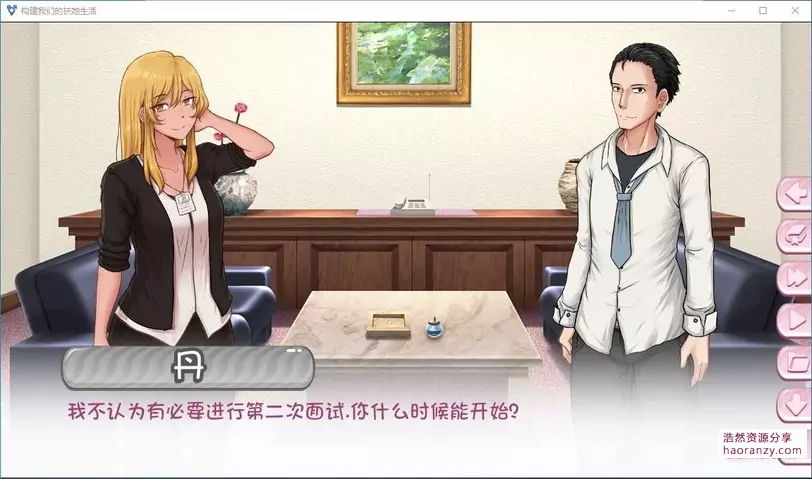 构建我们的扶她生活
丹
我不认为有必要进行第二次面试.你什么时候能开始?
浩然资源分享
haoranzy.com